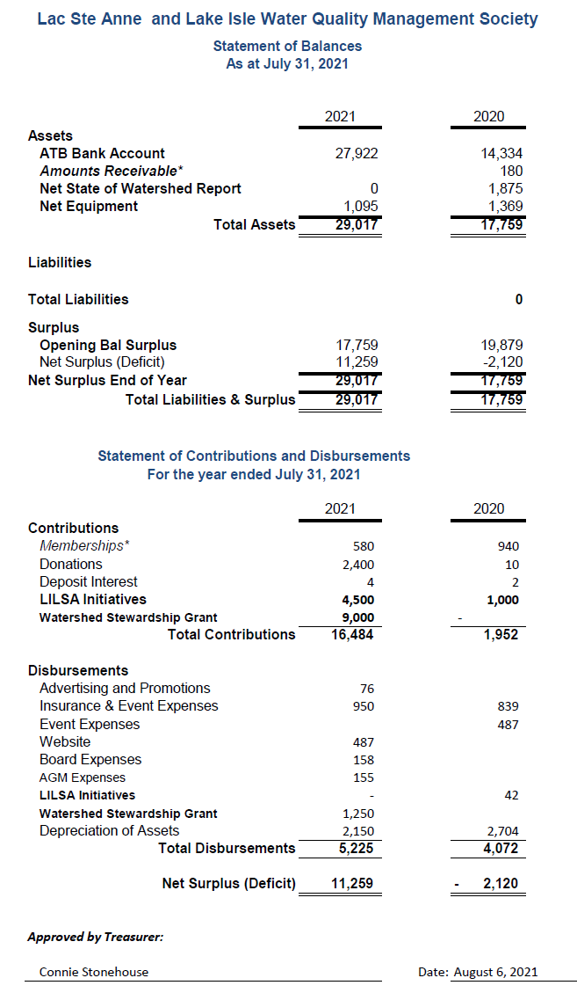 Lac Ste Anne and Lake Isle Water Quality Management Society
Statement of Balances
As at July 31, 2021
2021 2020
Assets
ATB Bank Account 27,922 14,334
Amounts Receivable* 180
Net State of Watershed Report 0 1,875
Net Equipment 1,095 1,369
Total Assets 29,017 17,759
Liabilities
Total Liabilities 0
Surplus
Opening Bal Surplus 17,759 19,879
Net Surplus (Deficit) 11,259 -2,120
Net Surplus End of Year 29,017 17,759
Total Liabilities & Surplus 29,017 17,759
Statement of Contributions and Disbursements
For the year ended July 31, 2021
2021 2020
Contributions
Memberships* 580 940
Donations 2,400 10
Deposit Interest 4 2
LILSA Initiatives 4,500 1,000
Watershed Stewardship Grant 9,000 -
Total Contributions 16,484 1,952
Disbursements
Advertising and Promotions 76
Insurance & Event Expenses 950 839
Event Expenses 487
Website 487
Board Expenses 158
AGM Expenses 155
LILSA Initiatives - 42
Watershed Stewardship Grant 1,250
Depreciation of Assets 2,150 2,704
Total Disbursements 5,225 4,072
Net Surplus (Deficit) 11,259 - 2,120
Approved by Treasurer:
Connie Stonehouse Date: August 6, 2021